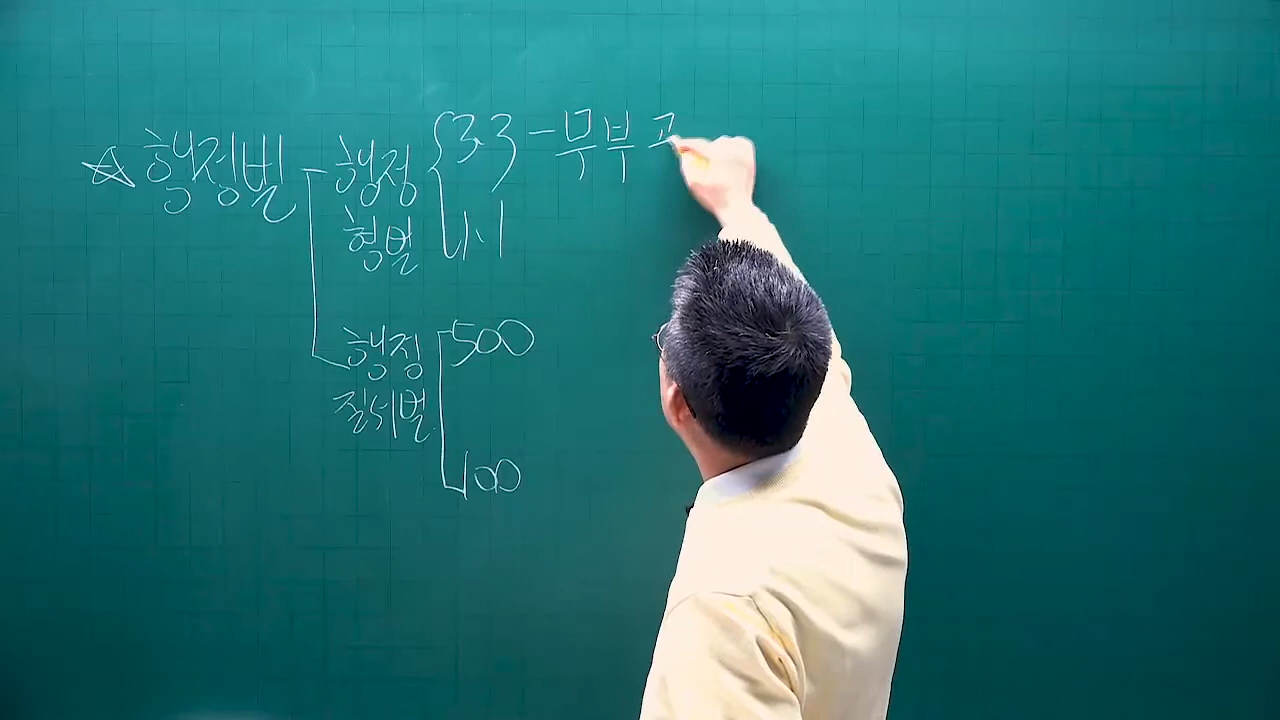 ☆ 행정벌 - 행정 3.3 - 무부
형벌 1.1
행정 500
질서벌
100